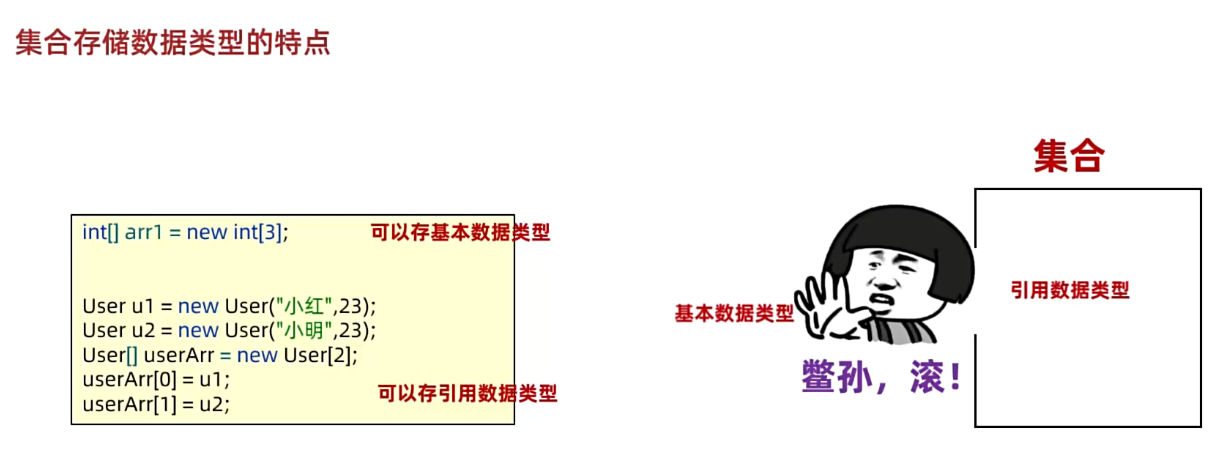 集合存储数据类型的特点
int[] arr1 = new int[3];
可以存基本数据类型
User u1 = new User("小红",23);
User u2 = new User("小明",23);
User[] userArr = new User[2];
userArr[0] = u1;
userArr[1] = u2;
可以存引用数据类型
集合
引用数据类型
基本数据类型
鳖孙，滚！